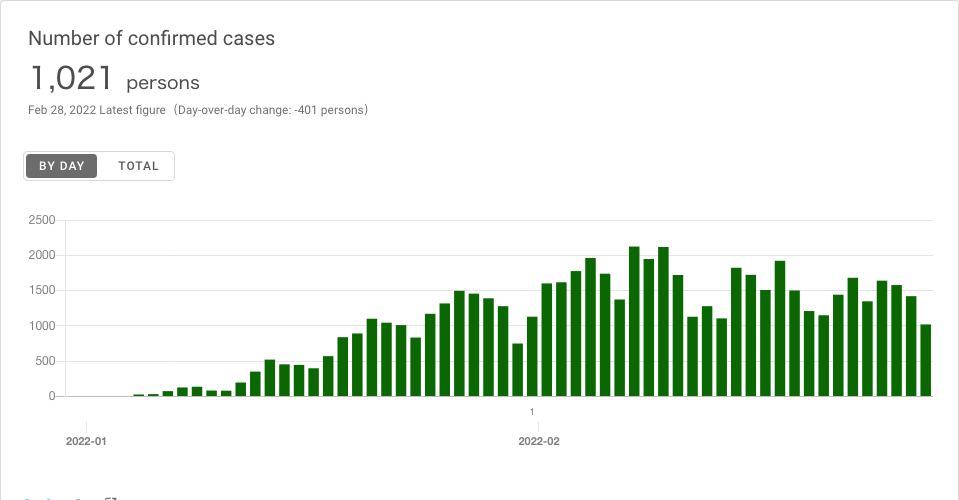 Number of confirmed cases
1,021 persons
Feb 28, 2022 Latest figure（Day-over-day change: -401 persons）
BY DAY TOTAL
2500
2000
1500
1000
500
0
1
2022-01 2022-02